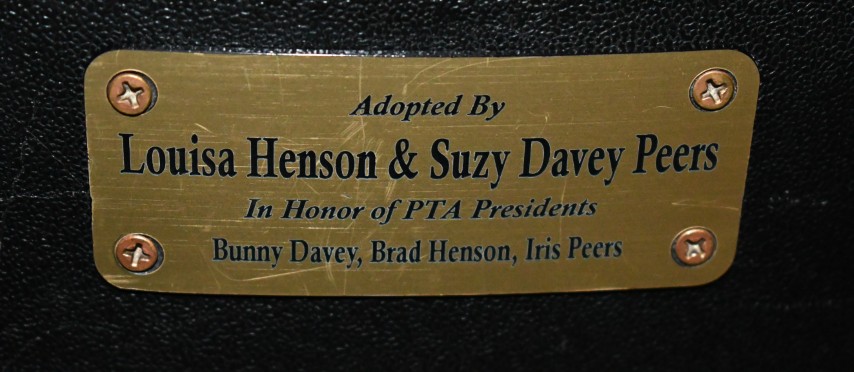 Adopted By
Louisa Henson & Suzy Davey Peers
In Honor of PTA Presidents
Bunny Davey, Brad Henson, Iris Peers